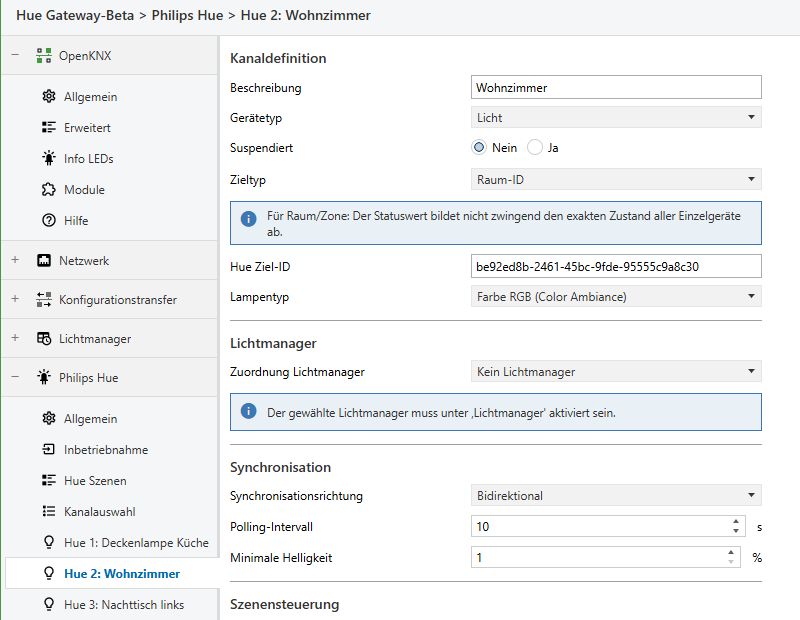 Hue Gateway-Beta > Philips Hue > Hue 2: Wohnzimmer
OpenKNX
Allgemein
Erweitert
Info LEDs
Module
Hilfe
Netzwerk
Konfigurationstransfer
Lichtmanager
Philips Hue
Allgemein
Inbetriebnahme
Hue Szenen
Kanalauswahl
Hue 1: Deckenlampe Küche
Hue 2: Wohnzimmer
Hue 3: Nachttisch links
Kanaldefinition
Beschreibung Wohnzimmer
Gerätetyp Licht
Suspendiert Nein Ja
Zieltyp Raum-ID
Für Raum/Zone: Der Statuswert bildet nicht zwingend den exakten Zustand aller Einzelgeräte
ab.
Hue Ziel-ID be92ed8b-2461-45bc-9fde-95555c9a8c30
Lampentyp Farbe RGB (Color Ambiance)
Lichtmanager
Zuordnung Lichtmanager Kein Lichtmanager
Der gewählte Lichtmanager muss unter ‚Lichtmanager' aktiviert sein.
Synchronisation
Synchronisationsrichtung Bidirektional
Polling-Intervall 10 s
Minimale Helligkeit 1 %
Szenensteuerung